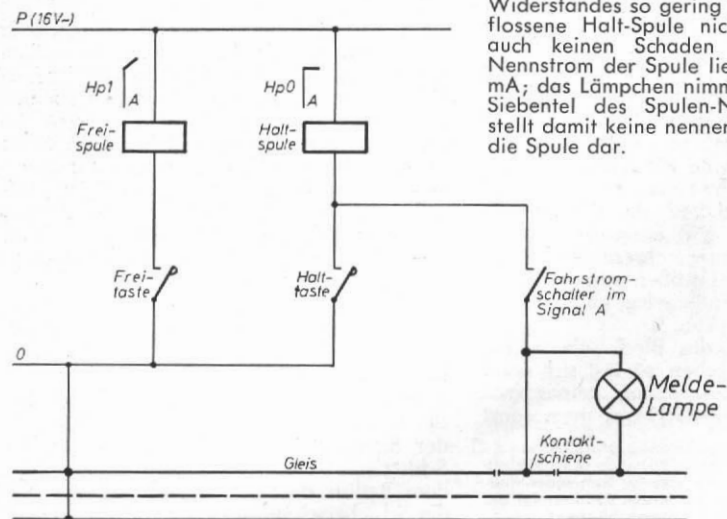 Widerstandes so gering
flossene Halt-Spule nic
auch keinen Schaden
Nennstrom der Spule lie
mA; das Lämpchen nimm
Siebentel des Spulen-N
stellt damit keine nennen
die Spule dar.
P (16V~)
Hp1
A
Hp0
A
Frei-
spule
Halt-
spule
Frei-
taste
Halt-
taste
Fahrstrom-
schalter im
Signal A
0
Melde-
Lampe
Kontakt-
schiene
Gleis